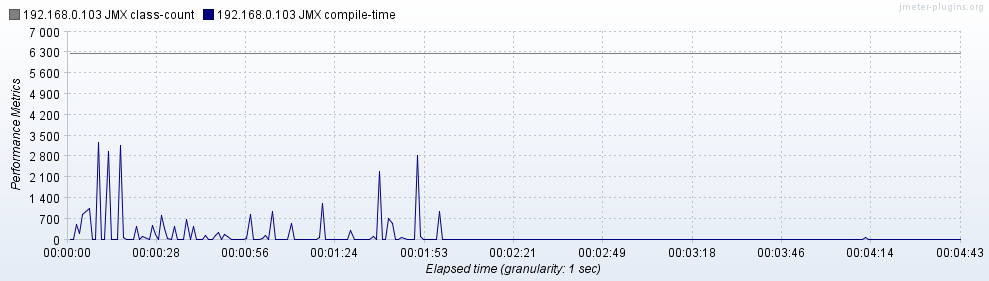 192.168.0.103 JMX class-count 192.168.0.103 JMX compile-time
jmeter-plugins.org
Performance Metrics
7 000
6 300
5 600
4 900
4 200
3 500
2 800
2 100
1 400
700
0
00:00:00 00:00:28 00:00:56 00:01:24 00:01:53 00:02:21 00:02:49 00:03:18 00:03:46 00:04:14 00:04:43
Elapsed time (granularity: 1 sec)